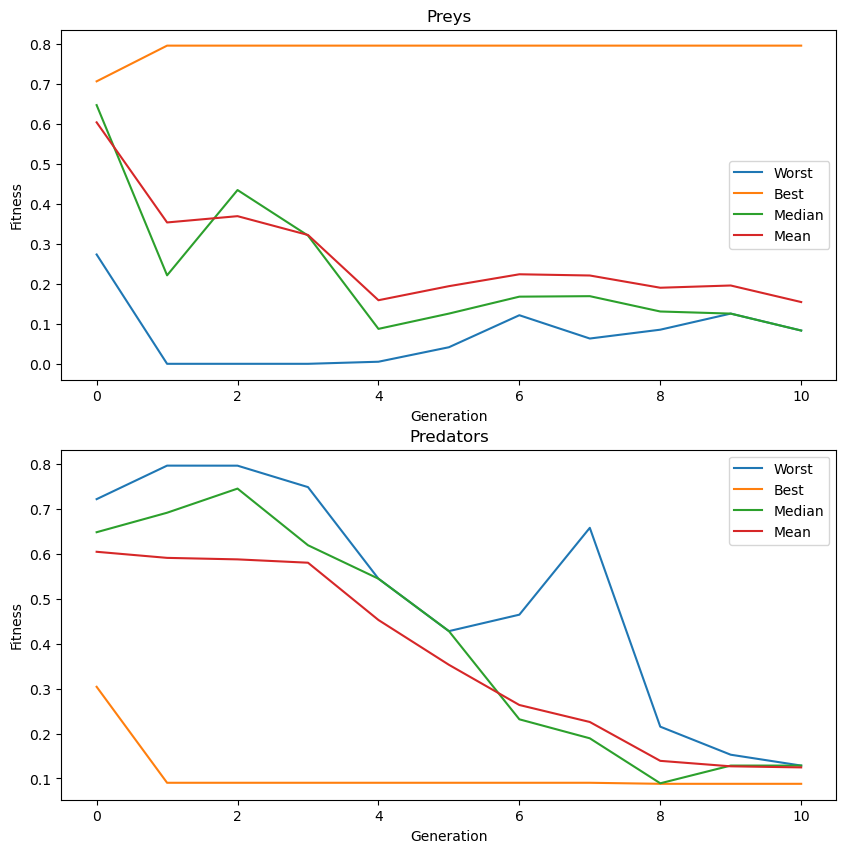 Preys
0.8
0.7
0.6
0.5
0.4
0.3
0.2
0.1
0.0
Fitness
Worst
Best
Median
Mean
0 2 4 6 8 10
Generation
Predators
0.8
0.7
0.6
0.5
0.4
0.3
0.2
0.1
Fitness
Worst
Best
Median
Mean
0 2 4 6 8 10
Generation